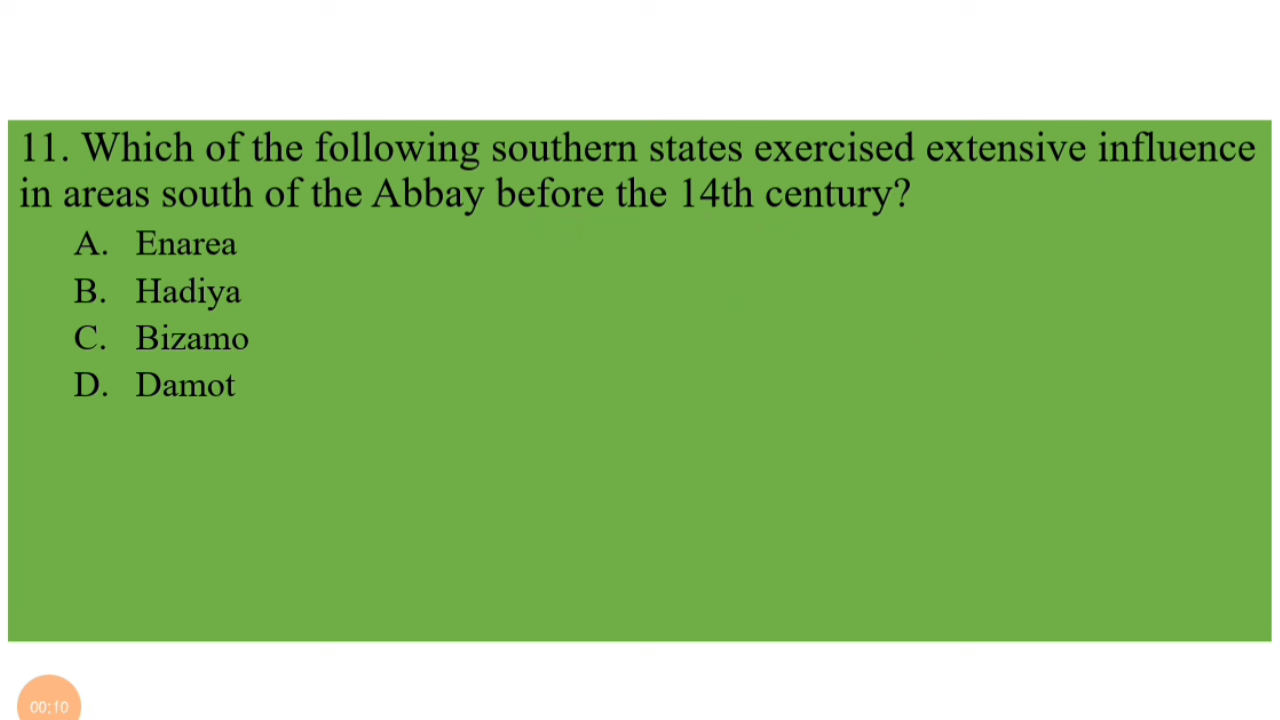 11. Which of the following southern states exercised extensive influence
in areas south of the Abbay before the 14th century?
A. Enarea
B. Hadiya
C. Bizamo
D. Damot
00:10